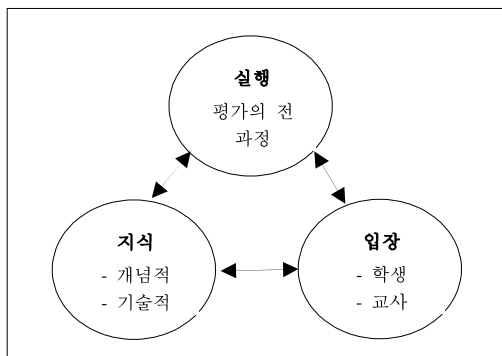 실행
평가의 전
과정
지식
- 개념적
- 기술적
입장
- 학생
- 교사